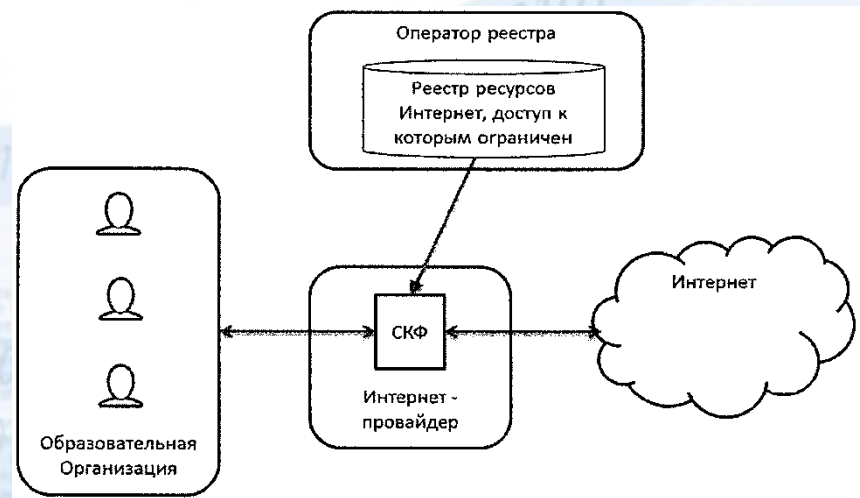 Оператор реестра
Реестр ресурсов
Интернет, доступ к
которым ограничен
Интернет
СКФ
Интернет -
провайдер
Образовательная
Организация